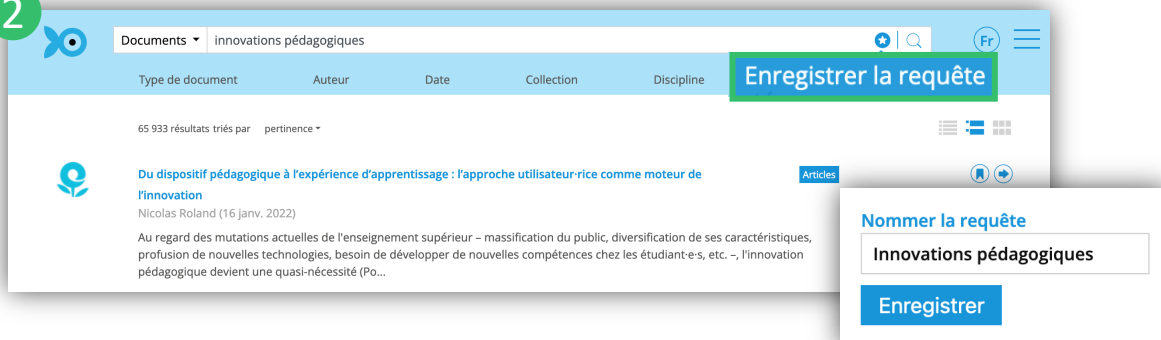 2
Documents innovations pédagogiques Fr
Type de document Auteur Date Collection Discipline Enregistrer la requête
65 933 résultats triés par pertinence
Du dispositif pédagogique à l'expérience d'apprentissage : l'approche utilisateur·rice comme moteur de Articles
l'innovation
Nicolas Roland (16 janv. 2022)
Au regard des mutations actuelles de l'enseignement supérieur – massification du public, diversification de ses caractéristiques,
profusion de nouvelles technologies, besoin de développer de nouvelles compétences chez les étudiant·e·s, etc. –, l'innovation
pédagogique devient une quasi-nécessité (Po...
Nommer la requête
Innovations pédagogiques
Enregistrer